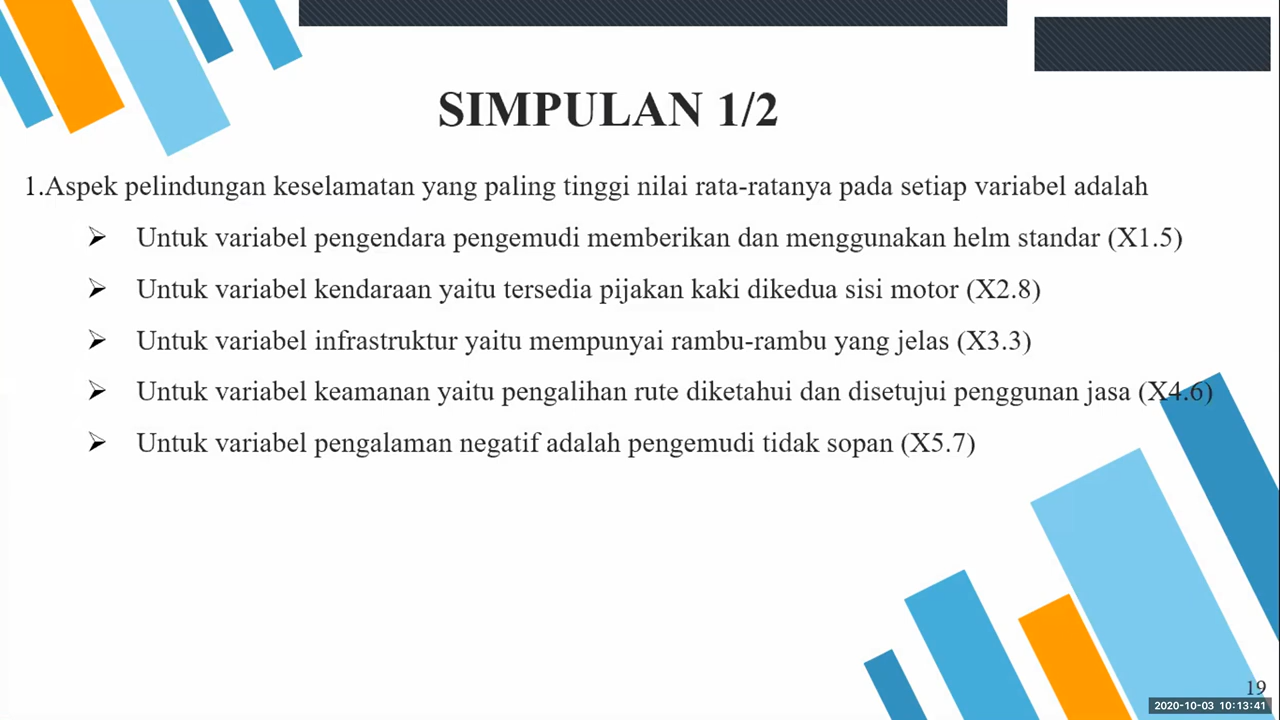 SIMPULAN 1/2
1.Aspek pelindungan keselamatan yang paling tinggi nilai rata-ratanya pada setiap variabel adalah
➢ Untuk variabel pengendara pengemudi memberikan dan menggunakan helm standar (X1.5)
➢ Untuk variabel kendaraan yaitu tersedia pijakan kaki dikedua sisi motor (X2.8)
➢ Untuk variabel infrastruktur yaitu mempunyai rambu-rambu yang jelas (X3.3)
➢ Untuk variabel keamanan yaitu pengalihan rute diketahui dan disetujui penggunan jasa (X4.6)
➢ Untuk variabel pengalaman negatif adalah pengemudi tidak sopan (X5.7)
19
2020-10-03 10:13:41